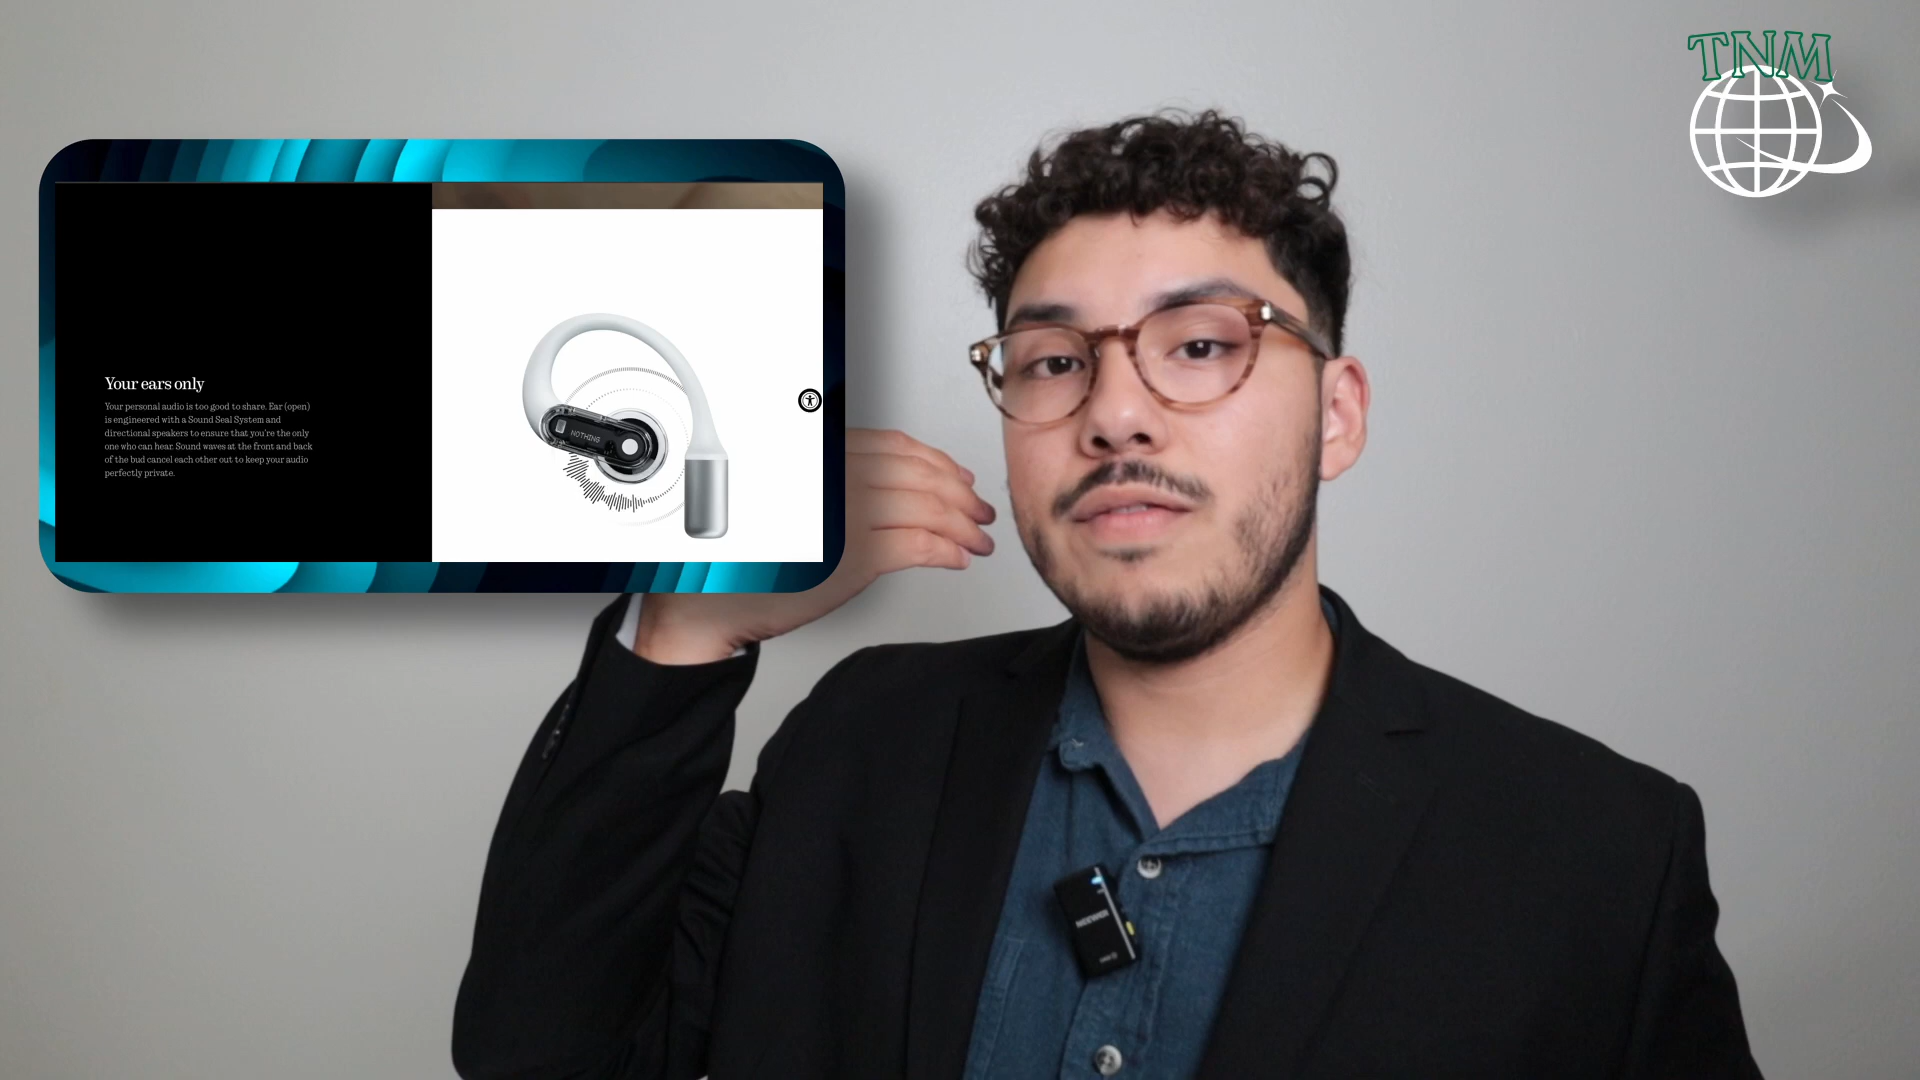 TNM
Your ears only
Your personal audio is too good to share. Ear (open)
is engineered with a Sound Seal System and
directional speakers to ensure that you're the only
one who can hear. Sound waves at the front and back
of the bud cancel each other out to keep your audio
perfectly private.
NOTHING
NEEWER